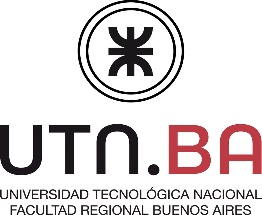 UTN.BA
UNIVERSIDAD TECNOLÓGICA NACIONAL
FACULTAD REGIONAL BUENOS AIRES